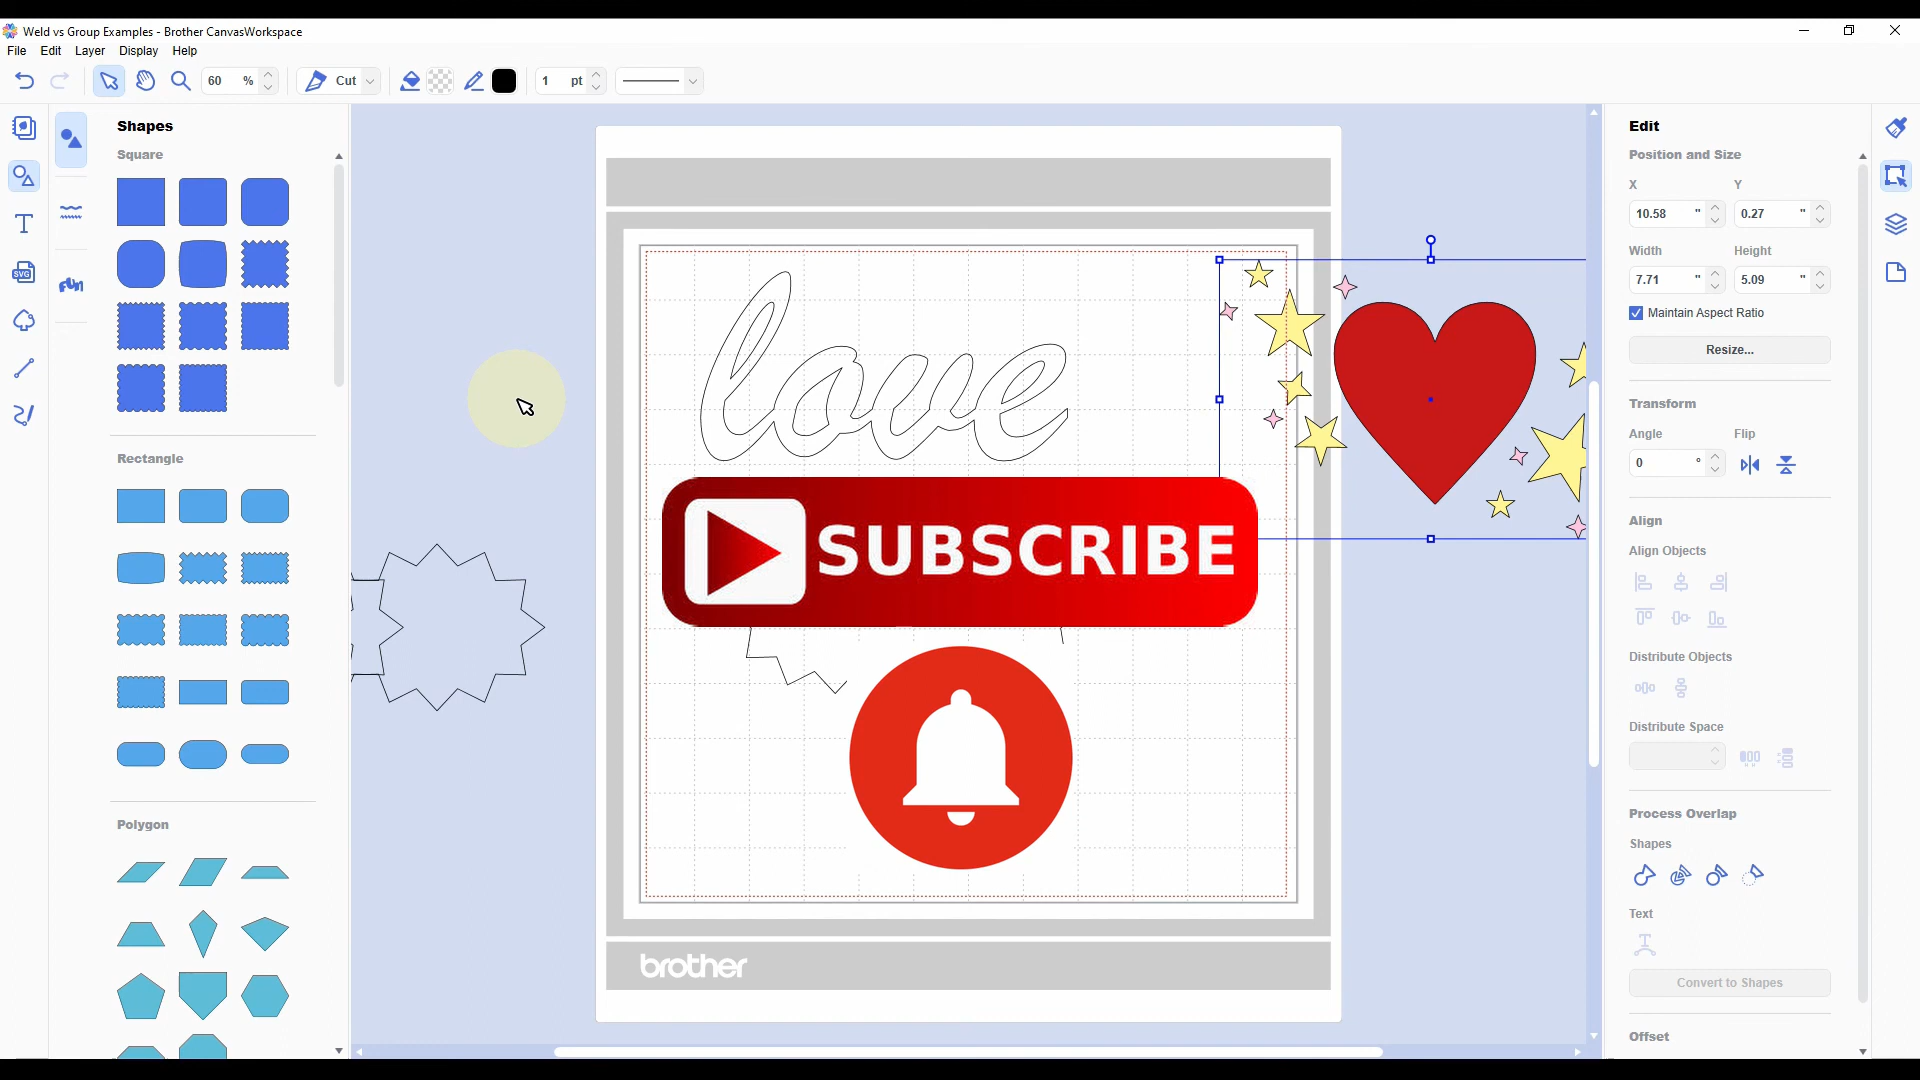 Weld vs Group Examples - Brother CanvasWorkspace
File Edit Layer Display Help
60 % Cut 1 pt
Shapes
Square
Rectangle
Polygon
SVG
Fun
love
SUBSCRIBE
brother
Edit
Position and Size
X Y
10.58 " 0.27 "
Width Height
7.71 " 5.09 "
Maintain Aspect Ratio
Resize...
Transform
Angle Flip
0 °
Align
Align Objects
Distribute Objects
Distribute Space
Process Overlap
Shapes
Text
Convert to Shapes
Offset